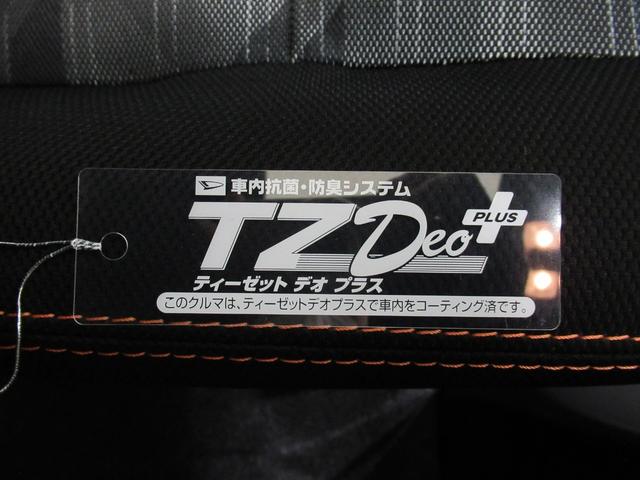 車内抗菌・防臭システム
TZ Deo PLUS
ティーゼット デオ プラス
このクルマは、ティーゼットデオプラスで車内をコーティング済です。